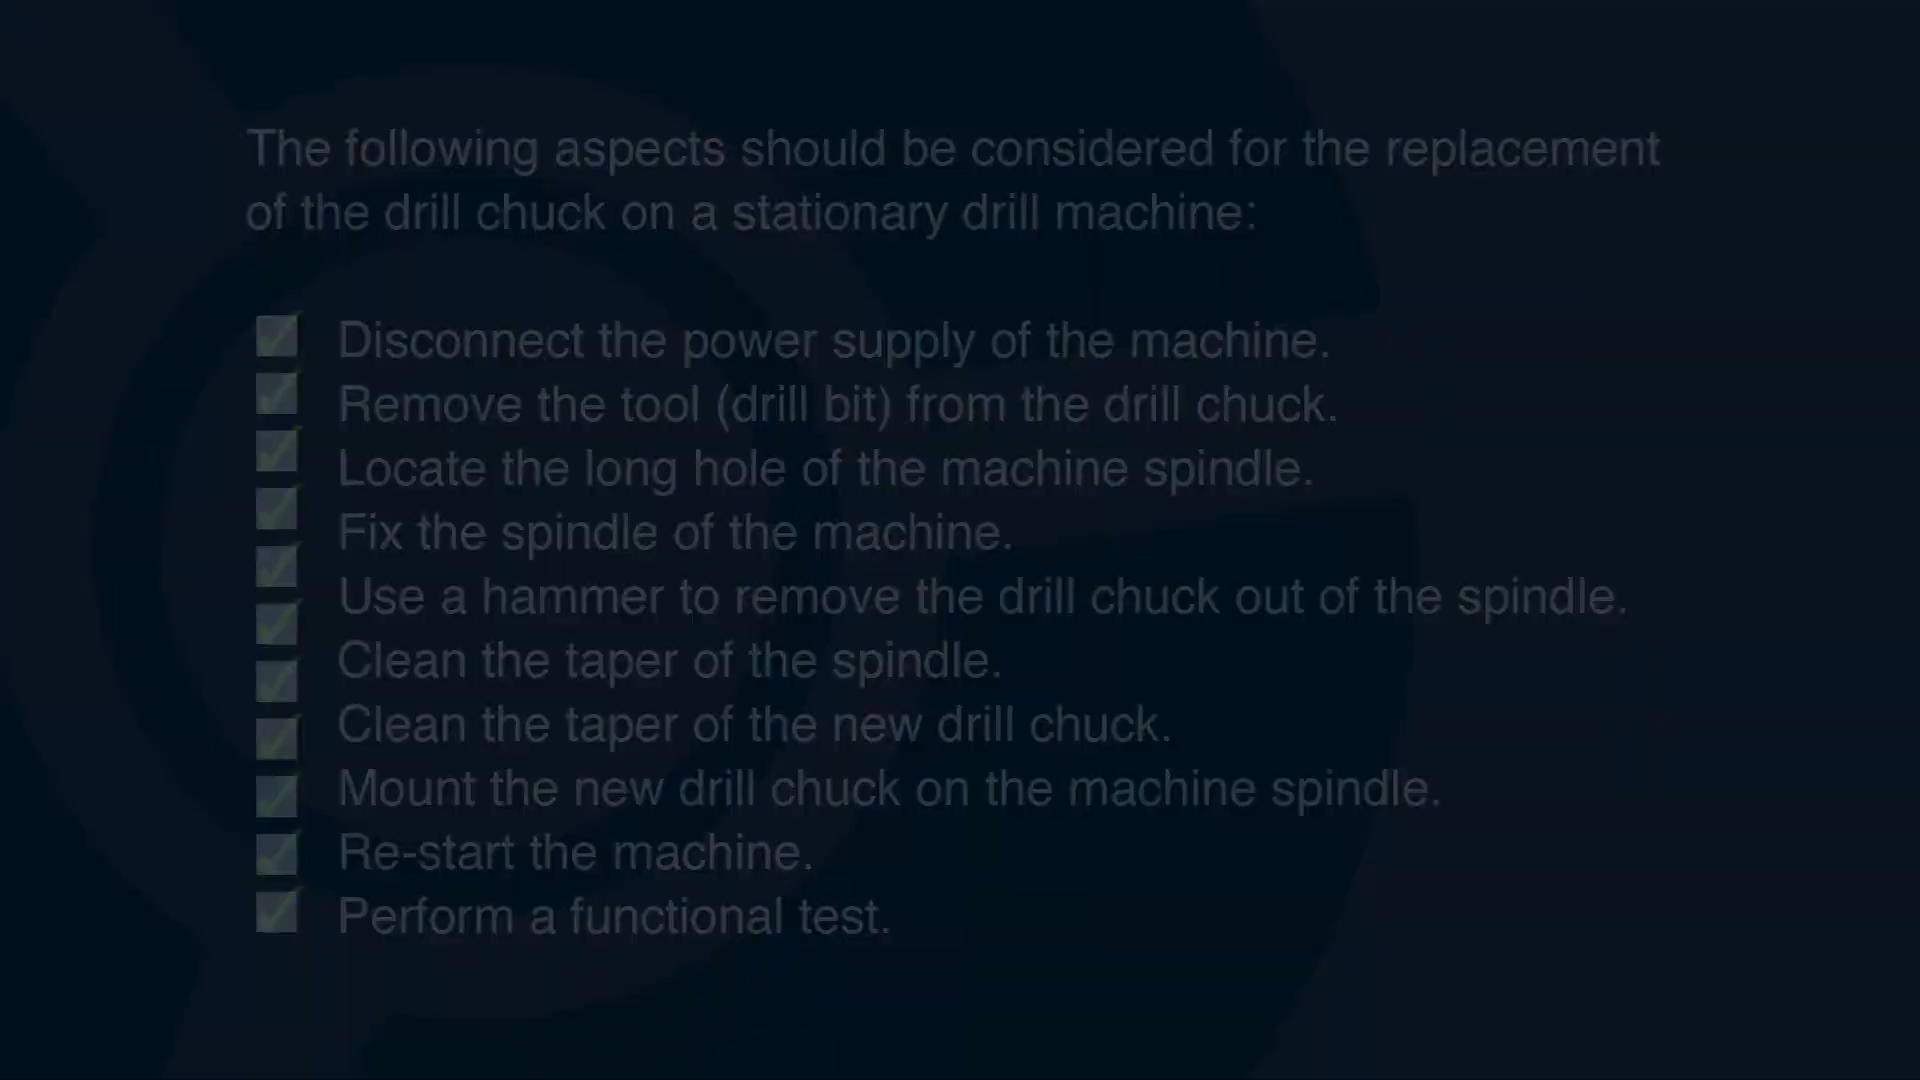 The following aspects should be considered for the replacement
of the drill chuck on a stationary drill machine:
Disconnect the power supply of the machine.
Remove the tool (drill bit) from the drill chuck.
Locate the long hole of the machine spindle.
Fix the spindle of the machine.
Use a hammer to remove the drill chuck out of the spindle.
Clean the taper of the spindle.
Clean the taper of the new drill chuck.
Mount the new drill chuck on the machine spindle.
Re-start the machine.
Perform a functional test.